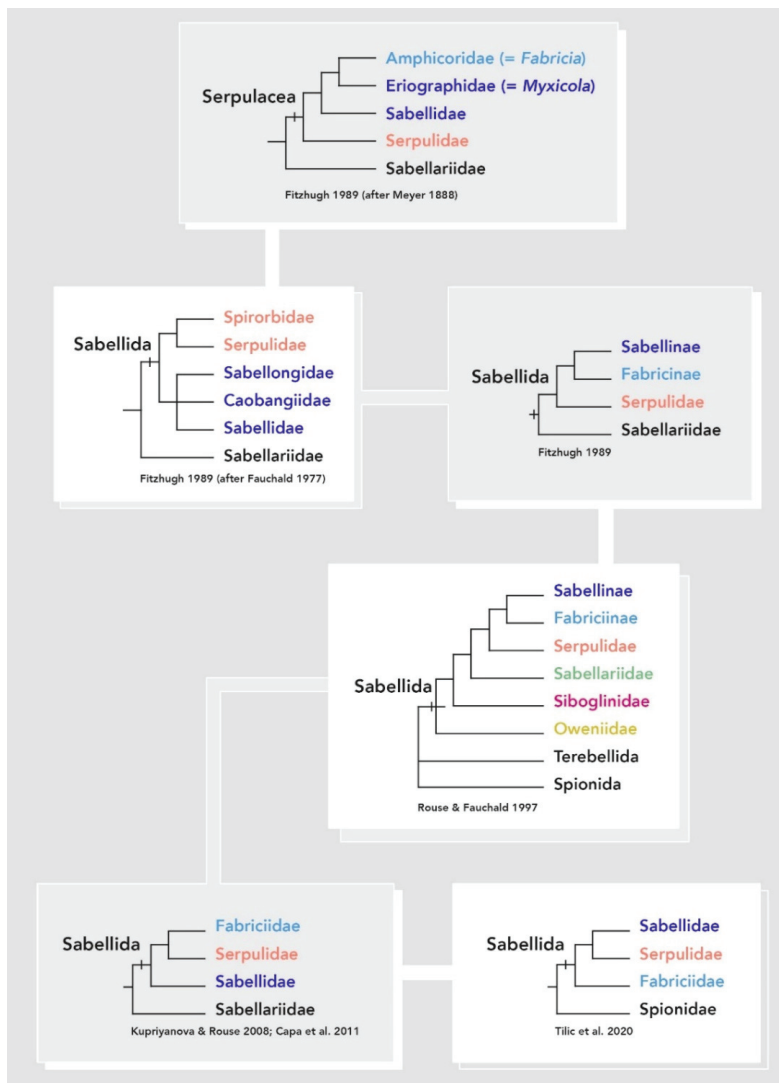 Amphicoridae (= Fabricia)
Eriographidae (= Myxicola)
Serpulacea
Sabellidae
Serpulidae
Sabellariidae
Fitzhugh 1989 (after Meyer 1888)
Spirorbidae
Sabellida
Serpulidae
Sabellongidae
Caobangiidae
Sabellidae
Sabellariidae
Fitzhugh 1989 (after Fauchald 1977)
Sabellinae
Sabellida
Fabricinae
Serpulidae
Sabellariidae
Fitzhugh 1989
Sabellinae
Fabriciinae
Serpulidae
Sabellariidae
Sabellida
Siboglinidae
Oweniidae
Terebellida
Spionida
Rouse & Fauchald 1997
Fabriciidae
Sabellida
Serpulidae
Sabellidae
Sabellariidae
Kupriyanova & Rouse 2008; Capa et al. 2011
Sabellidae
Sabellida
Serpulidae
Fabriciidae
Spionidae
Tilic et al. 2020